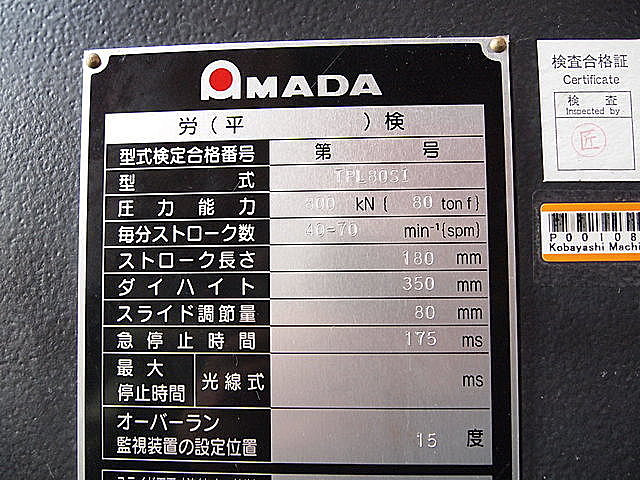 AMADA
労(平 )検
型式検定合格番号 第 号
型式 TPL80SI
圧力能力 800 kN{ 80 tonf}
毎分ストローク数 40-70 min⁻¹{spm}
ストローク長さ 180 mm
ダイハイト 350 mm
スライド調節量 80 mm
急停止時間 175 ms
最大停止時間 光線式 ms
オーバーラン
監視装置の設定位置 15 度
検査合格証
Certificate
検査
Inspected by
匠
P00108
Kobayashi Machi